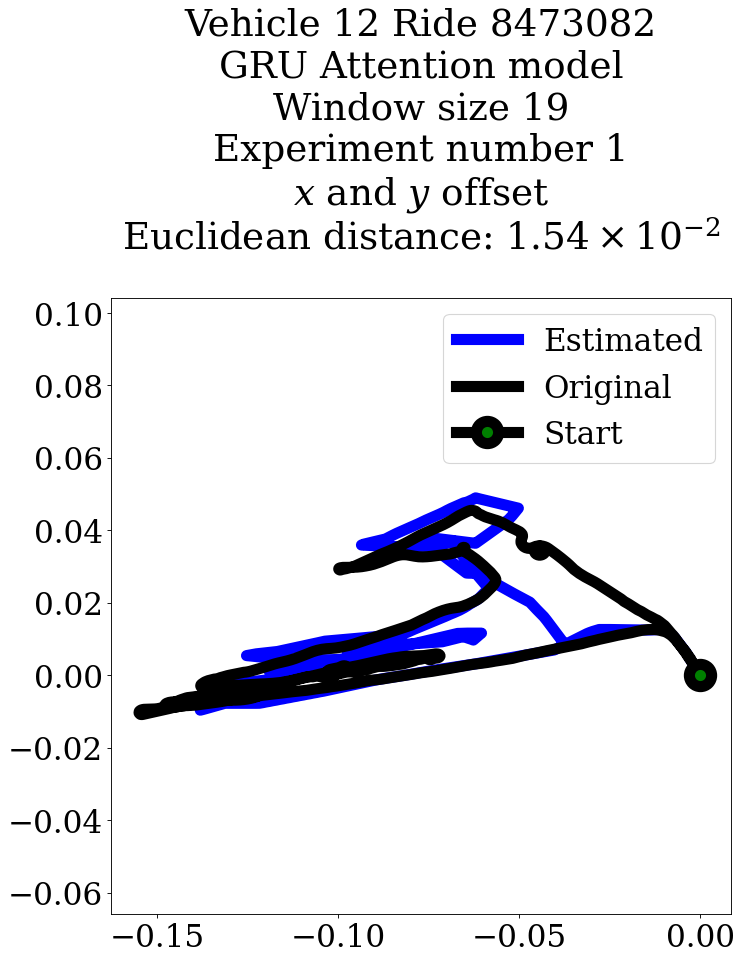 Vehicle 12 Ride 8473082
GRU Attention model
Window size 19
Experiment number 1
x and y offset
Euclidean distance: 1.54 × 10⁻²
0.10
0.08
0.06
0.04
0.02
0.00
−0.02
−0.04
−0.06
Estimated
Original
Start
−0.15
−0.10
−0.05
0.00